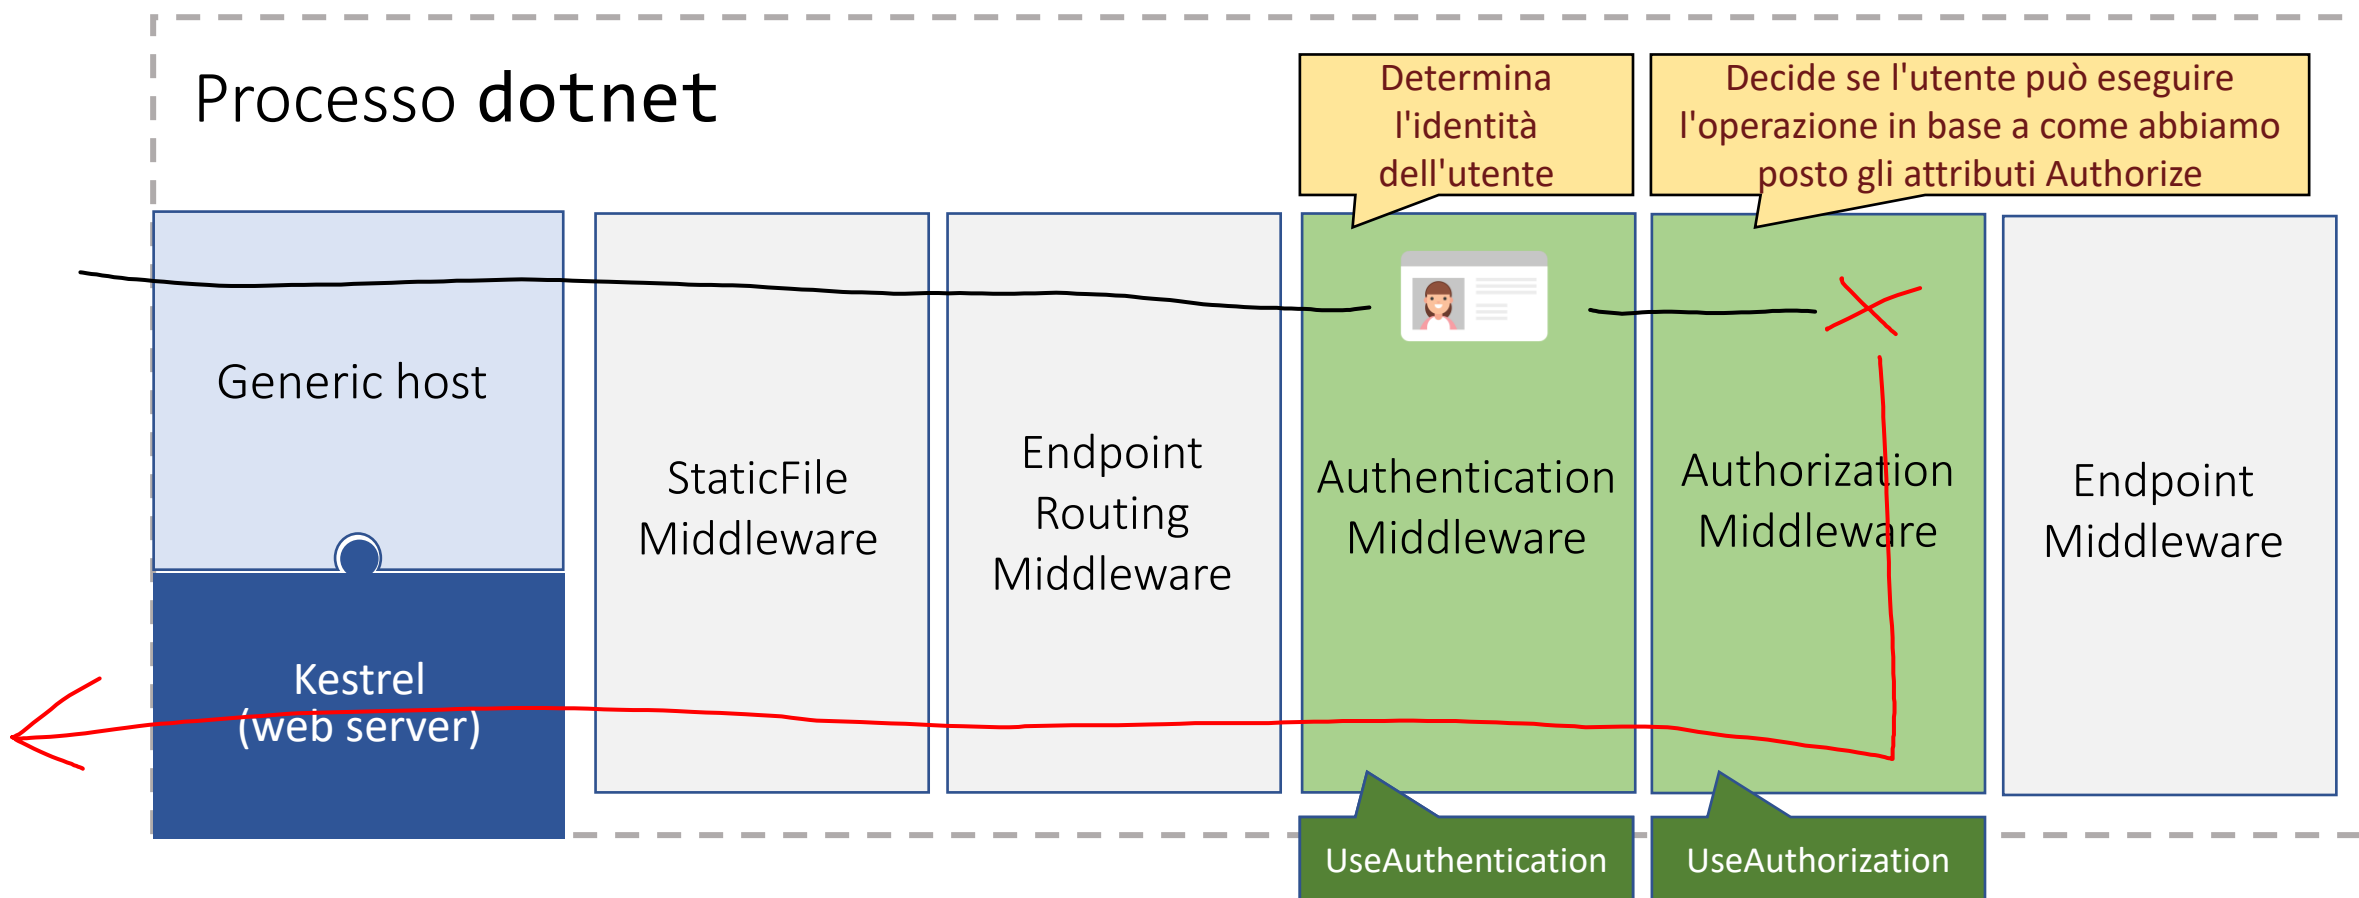 Processo dotnet
Determina
l'identità
dell'utente
Decide se l'utente può eseguire
l'operazione in base a come abbiamo
posto gli attributi Authorize
Generic host
Kestrel
(web server)
StaticFile
Middleware
Endpoint
Routing
Middleware
Authentication
Middleware
Authorization
Middleware
Endpoint
Middleware
UseAuthentication
UseAuthorization